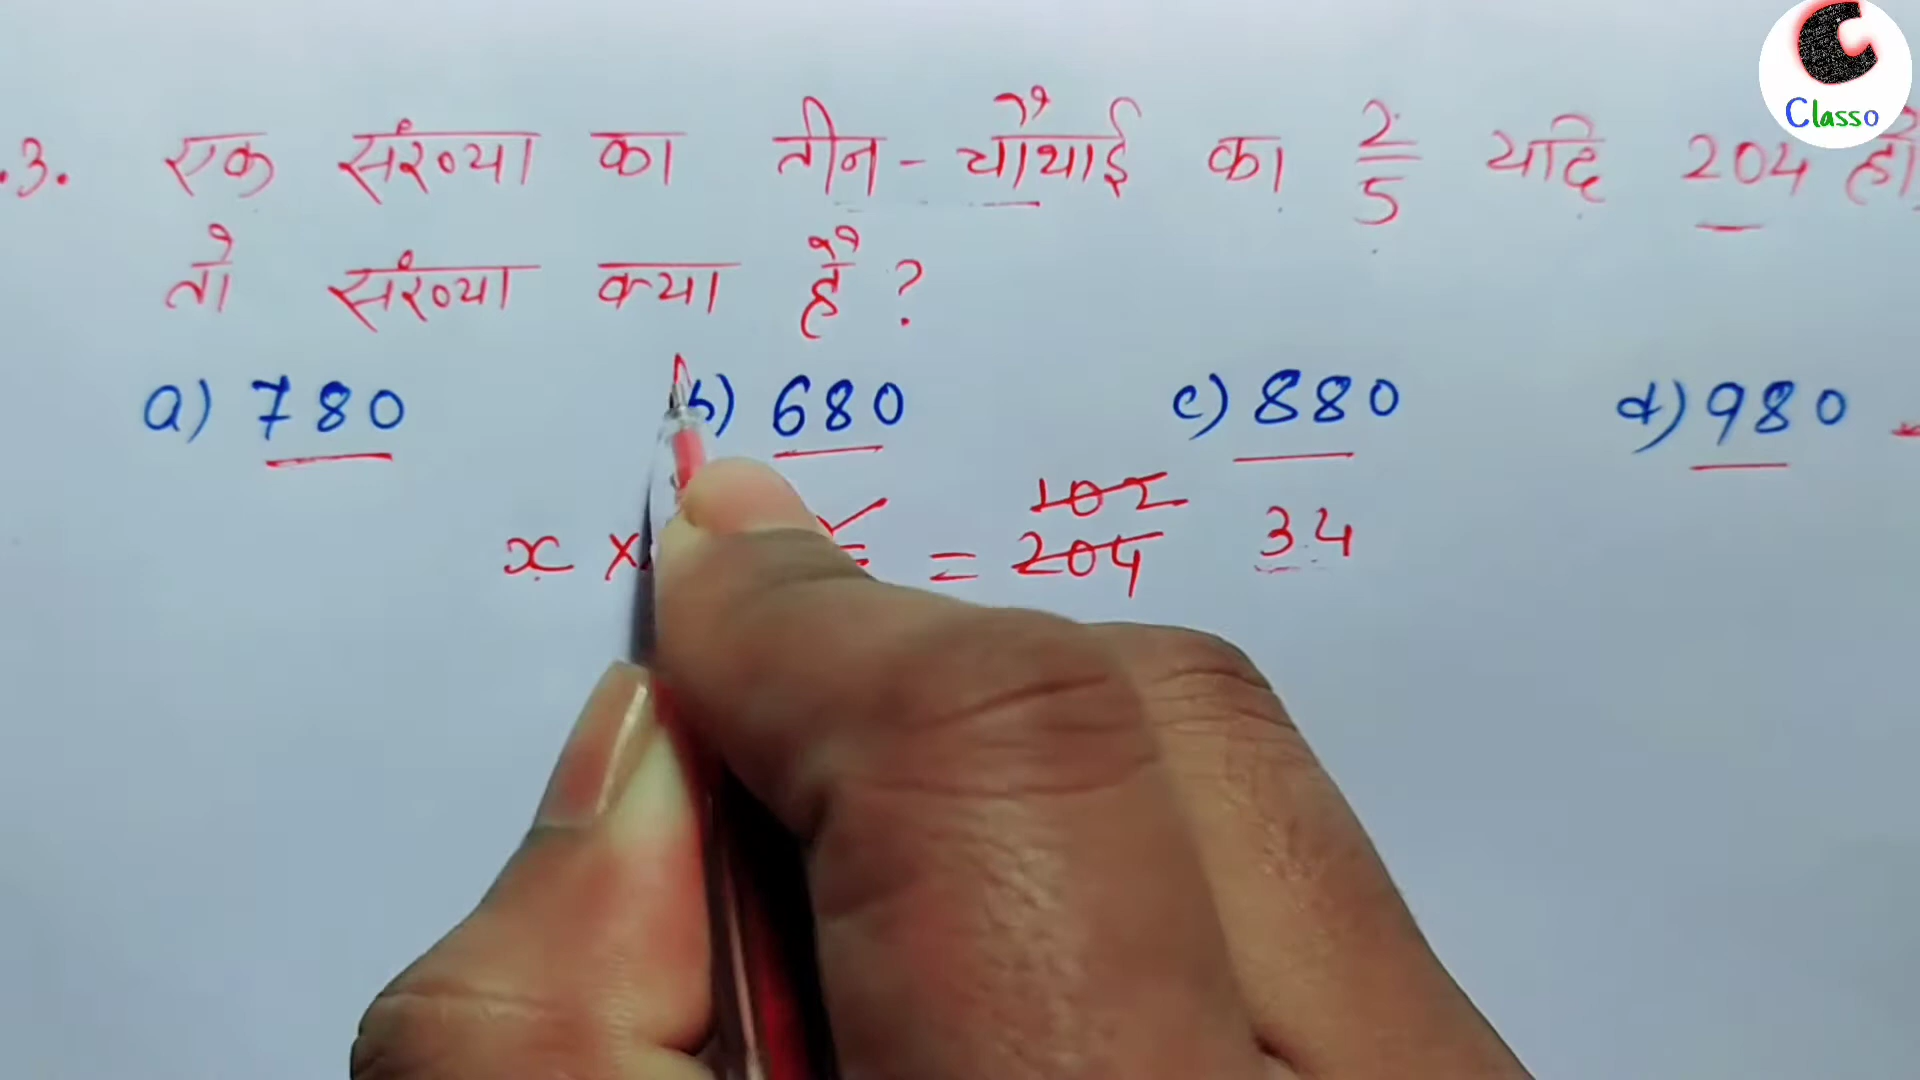 Classo
.3. एक संख्या का तीन-चौथाई का 2/5 यदि 204 हो
तो संख्या क्या है ?
a) 780 b) 680 c) 880 d) 980
102
x × = 204 34